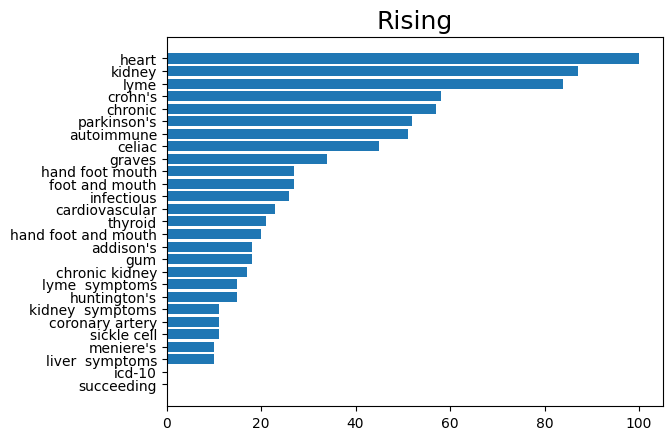 Rising
heart
kidney
lyme
crohn's
chronic
parkinson's
autoimmune
celiac
graves
hand foot mouth
foot and mouth
infectious
cardiovascular
thyroid
hand foot and mouth
addison's
gum
chronic kidney
lyme  symptoms
huntington's
kidney  symptoms
coronary artery
sickle cell
meniere's
liver  symptoms
icd-10
succeeding
0 20 40 60 80 100